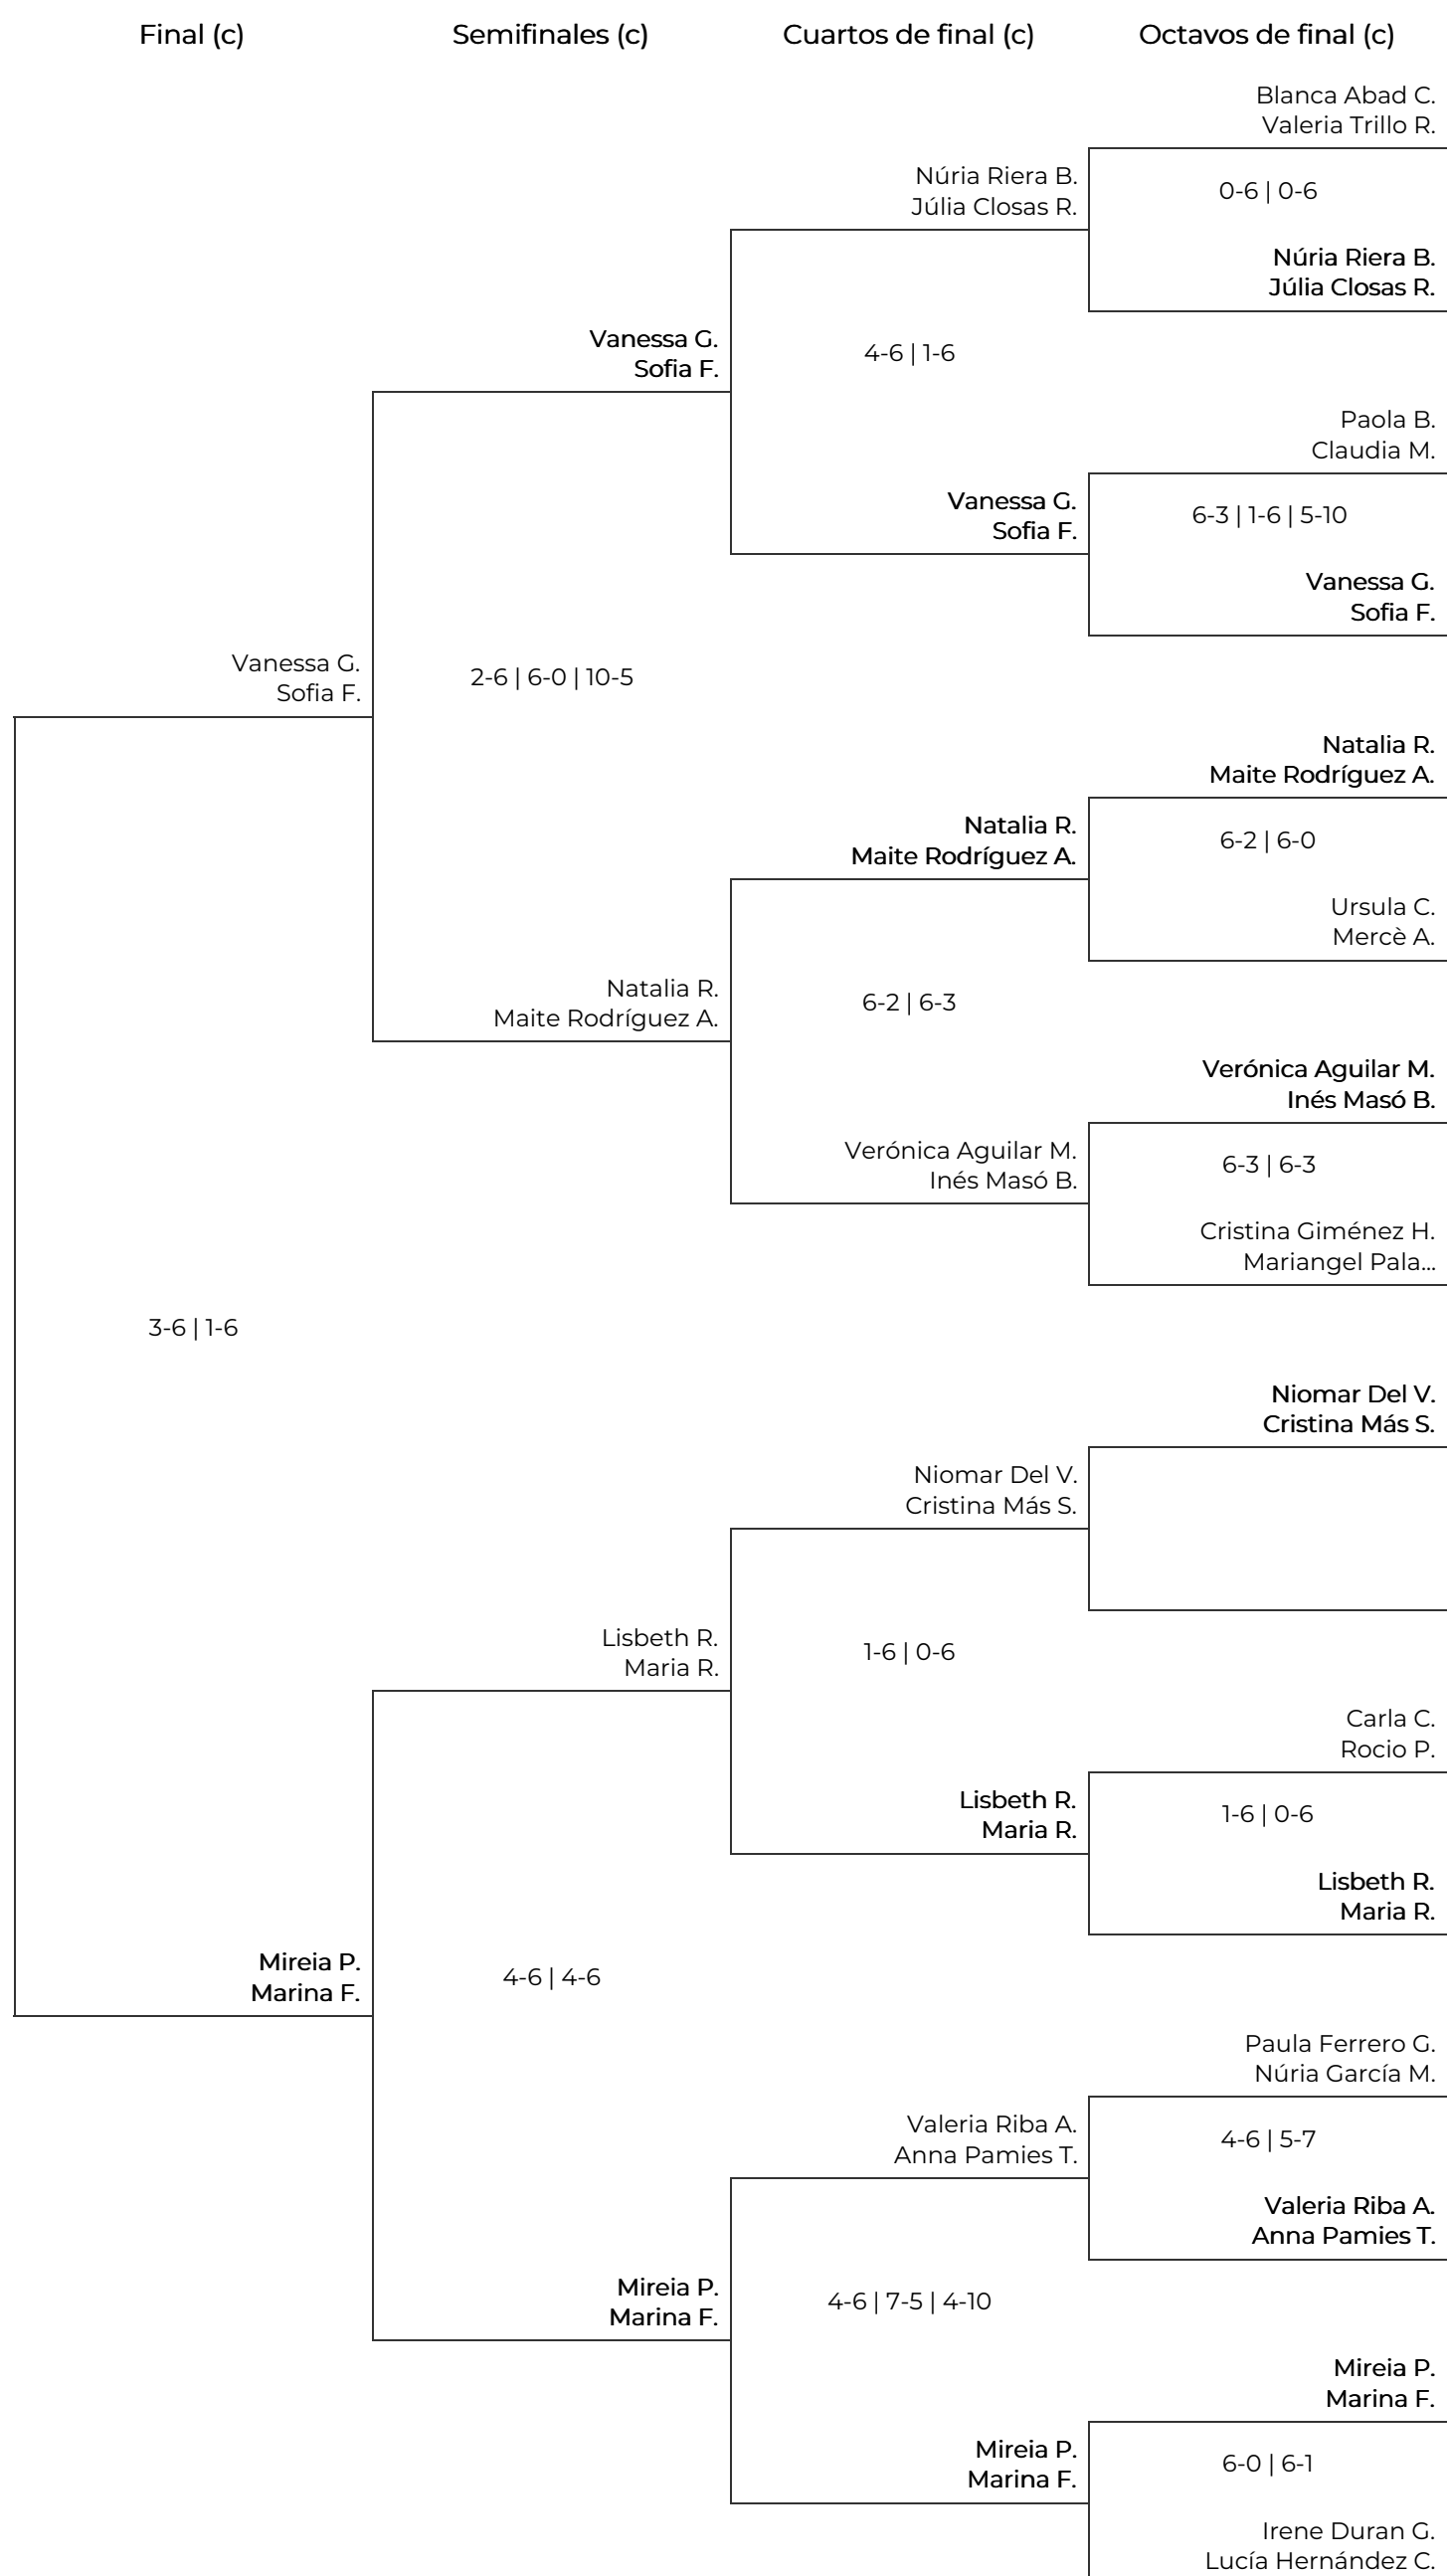 Final (c)
Semifinales (c)
Cuartos de final (c)
Octavos de final (c)
Blanca Abad C.
Valeria Trillo R.
Núria Riera B.
Júlia Closas R.
0-6 | 0-6
Núria Riera B.
Júlia Closas R.
Vanessa G.
Sofia F.
4-6 | 1-6
Paola B.
Claudia M.
Vanessa G.
Sofia F.
6-3 | 1-6 | 5-10
Vanessa G.
Sofia F.
Vanessa G.
Sofia F.
2-6 | 6-0 | 10-5
Natalia R.
Maite Rodríguez A.
Natalia R.
Maite Rodríguez A.
6-2 | 6-0
Ursula C.
Mercè A.
Natalia R.
Maite Rodríguez A.
6-2 | 6-3
Verónica Aguilar M.
Inés Masó B.
Verónica Aguilar M.
Inés Masó B.
6-3 | 6-3
Cristina Giménez H.
Mariangel Pala...
3-6 | 1-6
Niomar Del V.
Cristina Más S.
Niomar Del V.
Cristina Más S.
Lisbeth R.
Maria R.
1-6 | 0-6
Carla C.
Rocio P.
Lisbeth R.
Maria R.
1-6 | 0-6
Lisbeth R.
Maria R.
Mireia P.
Marina F.
4-6 | 4-6
Paula Ferrero G.
Núria García M.
Valeria Riba A.
Anna Pamies T.
4-6 | 5-7
Valeria Riba A.
Anna Pamies T.
Mireia P.
Marina F.
4-6 | 7-5 | 4-10
Mireia P.
Marina F.
Mireia P.
Marina F.
6-0 | 6-1
Irene Duran G.
Lucía Hernández C.